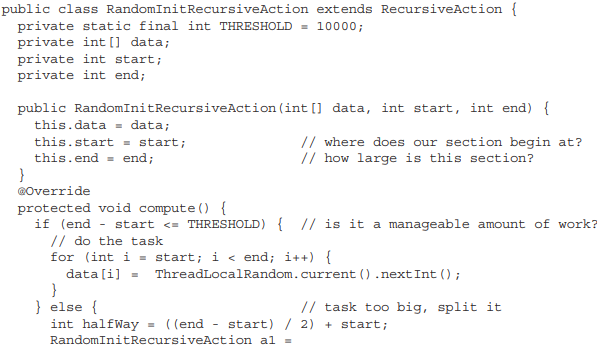 public class RandomInitRecursiveAction extends RecursiveAction {
  private static final int THRESHOLD = 10000;
  private int[] data;
  private int start;
  private int end;

  public RandomInitRecursiveAction(int[] data, int start, int end) {
    this.data = data;
    this.start = start;              // where does our section begin at?
    this.end = end;                  // how large is this section?
  }
  @Override
  protected void compute() {
    if (end - start <= THRESHOLD) {  // is it a manageable amount of work?
      // do the task
      for (int i = start; i < end; i++) {
        data[i] =  ThreadLocalRandom.current().nextInt();
      }
    } else {                         // task too big, split it
      int halfWay = ((end - start) / 2) + start;
      RandomInitRecursiveAction a1 =